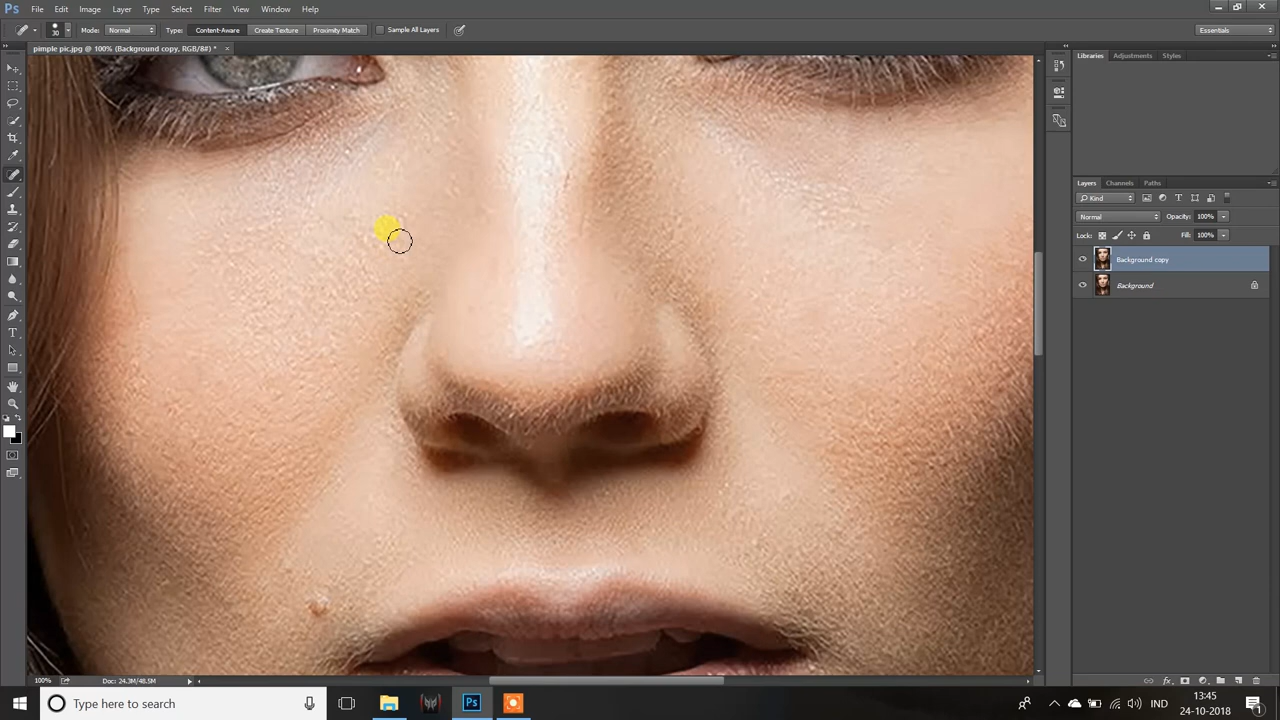 Ps File Edit Image Layer Type Select Filter View Window Help
30 Mode: Normal Type: Content-Aware Create Texture Proximity Match Sample All Layers Essentials
pimple pic.jpg @ 100% (Background copy, RGB/8#) * ×
Libraries Adjustments Styles
Layers Channels Paths
Kind
Normal Opacity: 100%
Lock: Fill: 100%
Background copy
Background
100% Doc: 24.3M/48.5M
Type here to search
Ps
IND
13:45
24-10-2018
1